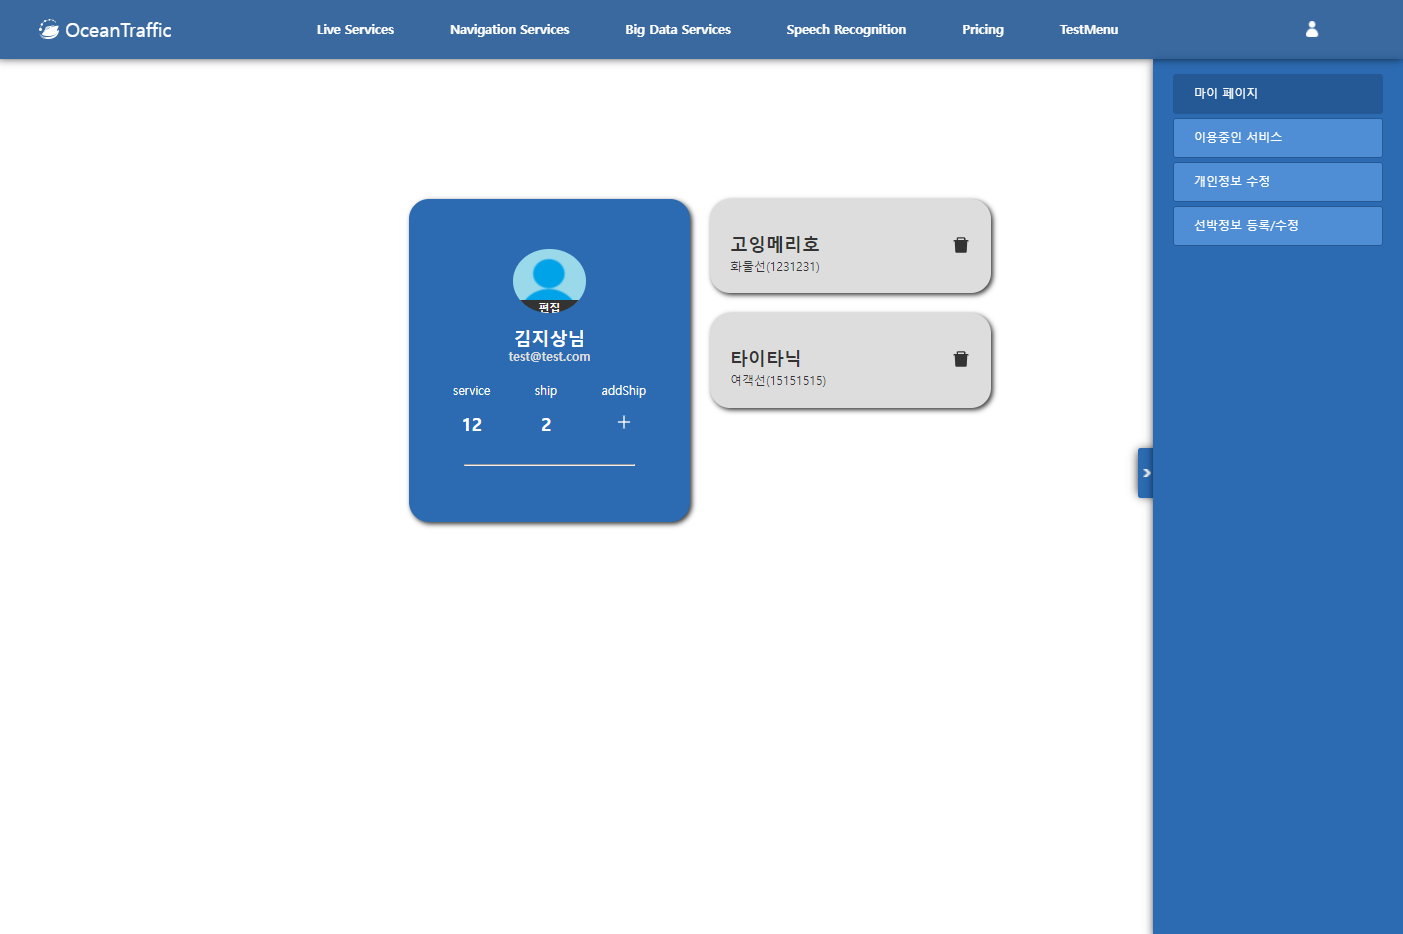 OceanTraffic
Live Services
Navigation Services
Big Data Services
Speech Recognition
Pricing
TestMenu
마이 페이지
이용중인 서비스
개인정보 수정
선박정보 등록/수정
편집
김지상님
test@test.com
service ship addShip
12 2 +
고잉메리호
화물선(1231231)
타이타닉
여객선(15151515)